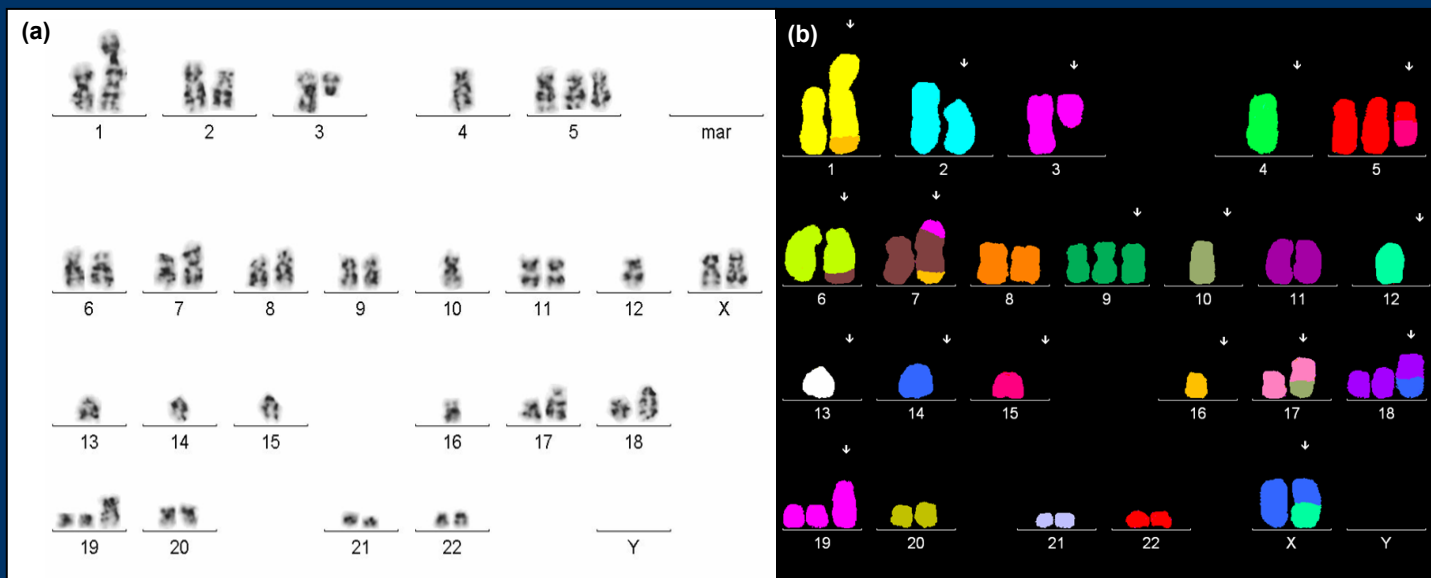 (a)
1 2 3 4 5 mar
6 7 8 9 10 11 12 X
13 14 15 16 17 18
19 20 21 22 Y
(b)
1 2 3 4 5
6 7 8 9 10 11 12
13 14 15 16 17 18
19 20 21 22 X Y